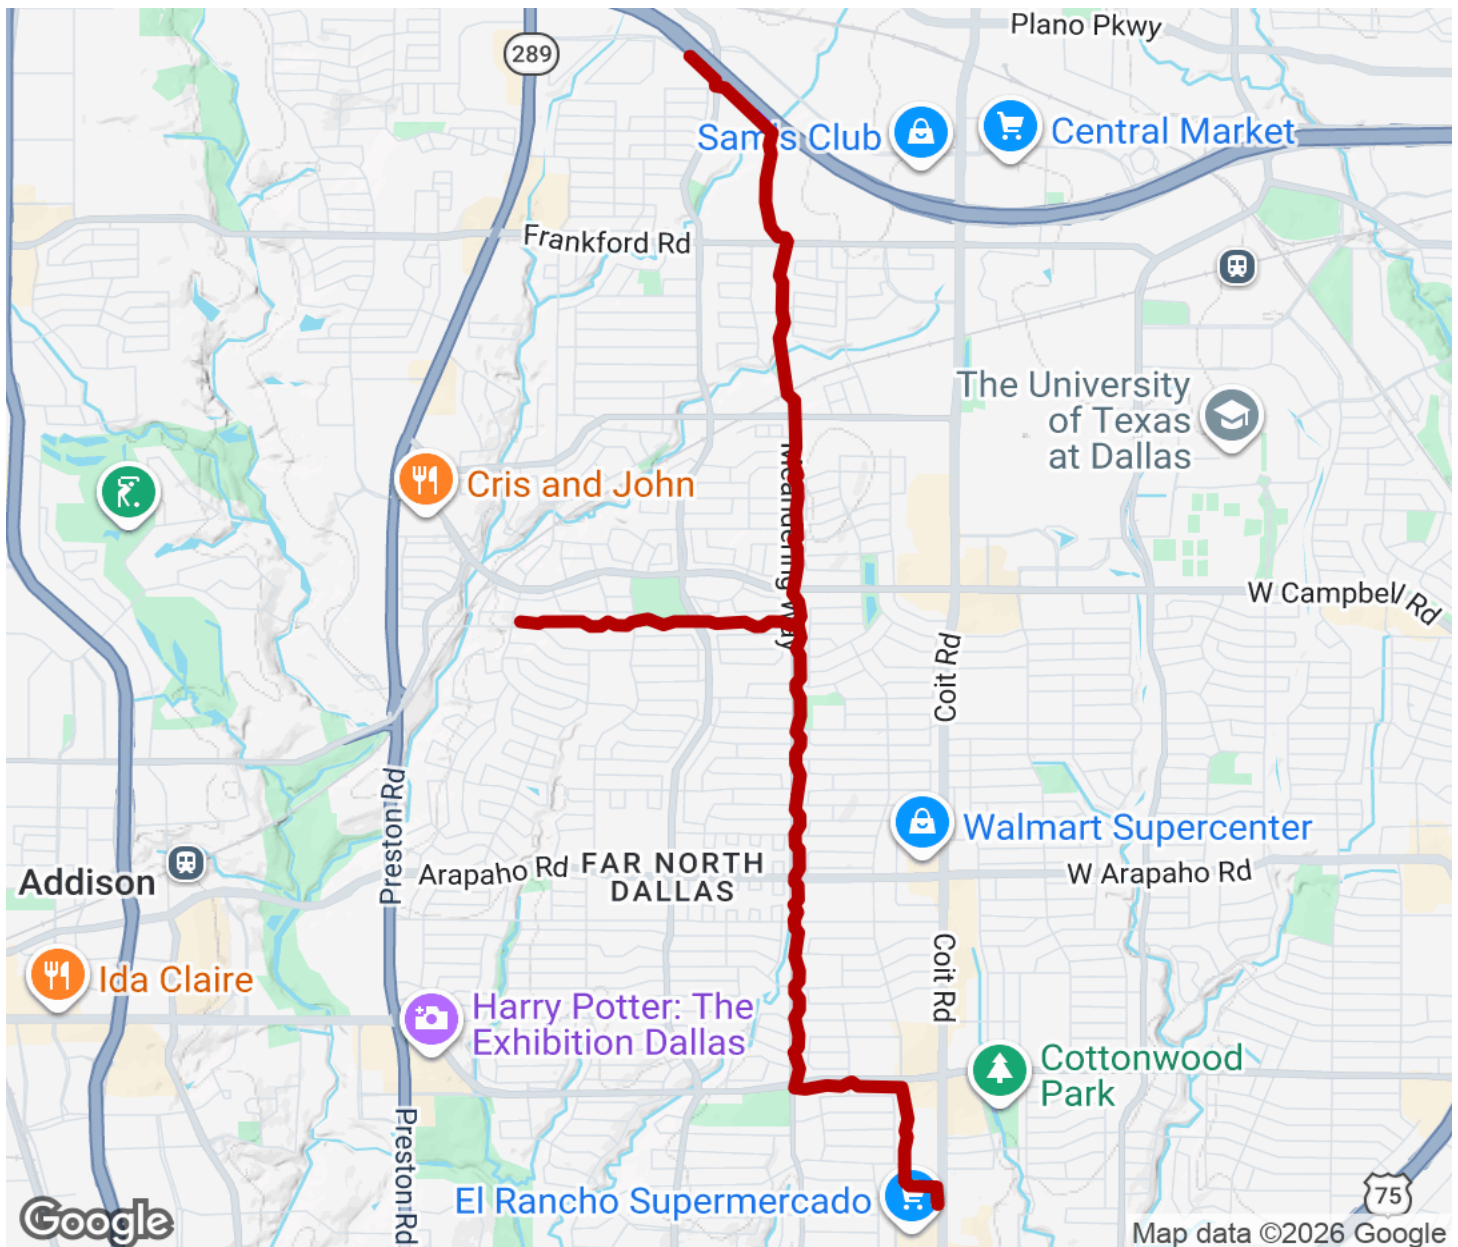 Plano Pkwy
289
Sam's Club
Central Market
Frankford Rd
The University
of Texas
at Dallas
Cris and John
Meandering Way
W Campbell Rd
Coit Rd
Preston Rd
Walmart Supercenter
Arapaho Rd
FAR NORTH
DALLAS
W Arapaho Rd
Addison
Ida Claire
Coit Rd
Harry Potter: The
Exhibition Dallas
Cottonwood
Park
Preston Rd
El Rancho Supermercado
75
Google
Map data ©2026 Google